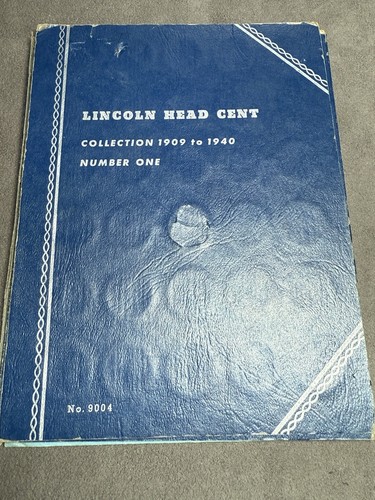 LINCOLN HEAD CENT
COLLECTION 1909 to 1940
NUMBER ONE
No. 9004